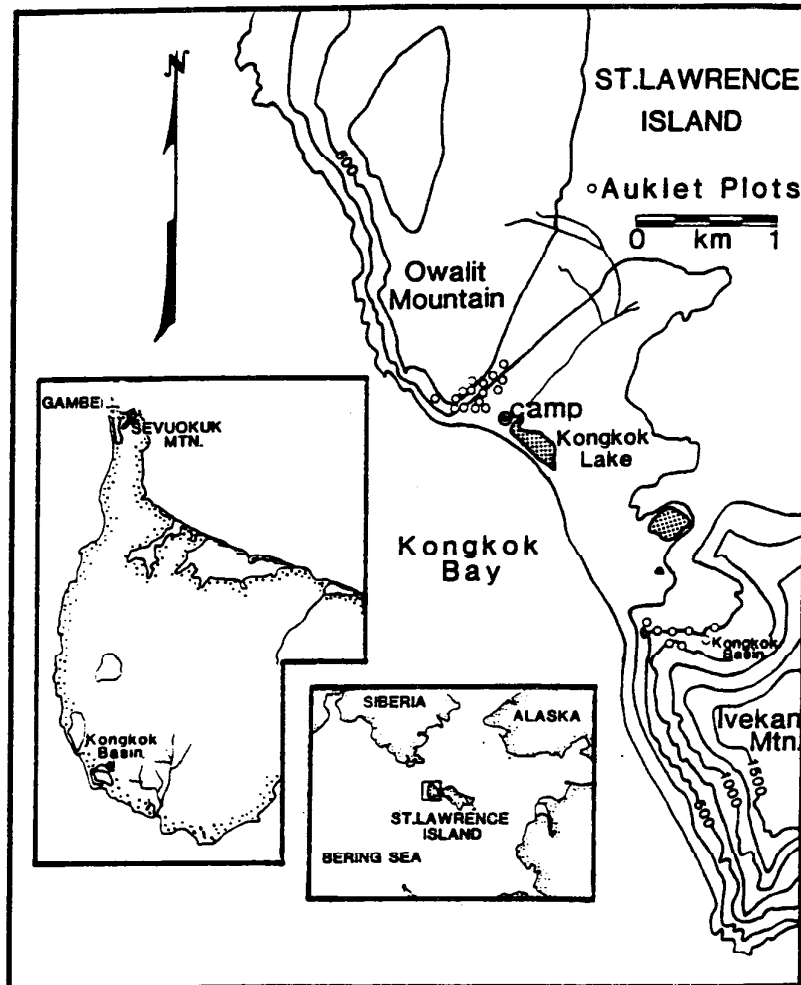 N
ST.LAWRENCE
ISLAND
Auklet Plots
0 km 1
500
Owalit
Mountain
camp
Kongkok
Lake
Kongkok
Bay
Kongkok
Basin
Ivekan
Mtn.
500
1000
1500
GAMBE
SEVUOKUK
MTN.
Kongkok
Basin
SIBERIA
ALASKA
ST.LAWRENCE
ISLAND
BERING SEA